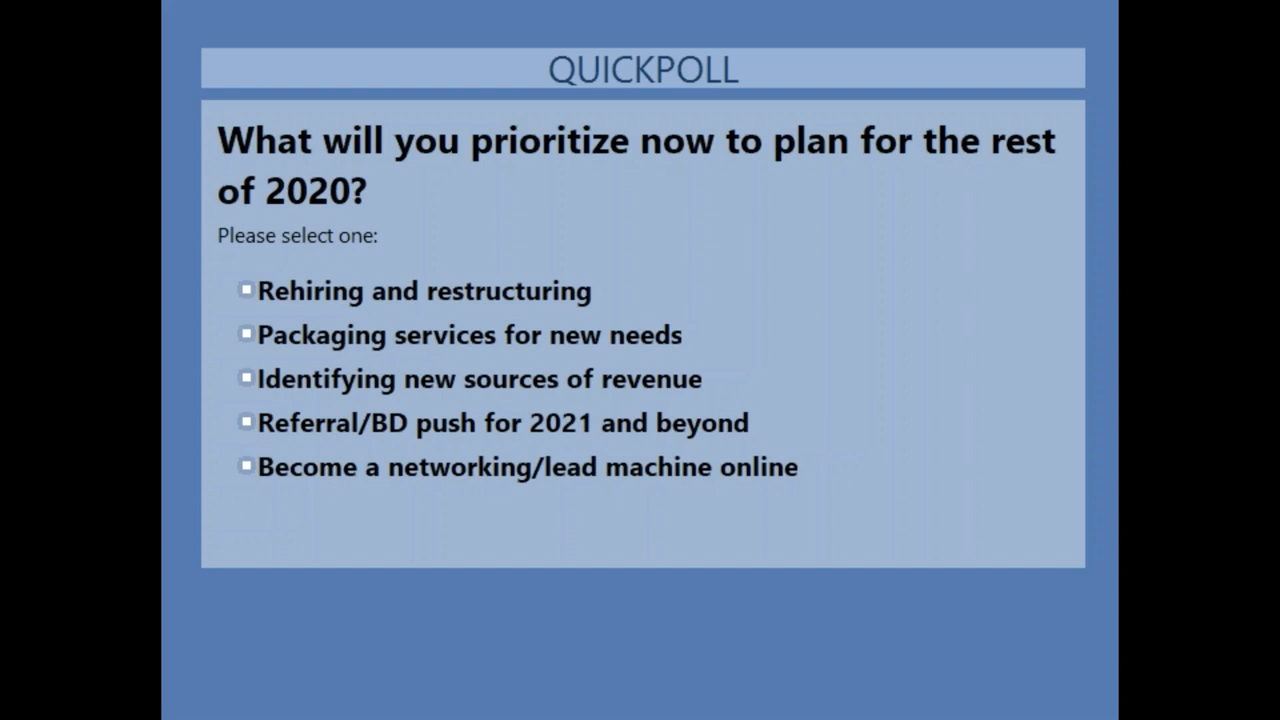 QUICKPOLL
What will you prioritize now to plan for the rest
of 2020?
Please select one:
Rehiring and restructuring
Packaging services for new needs
Identifying new sources of revenue
Referral/BD push for 2021 and beyond
Become a networking/lead machine online